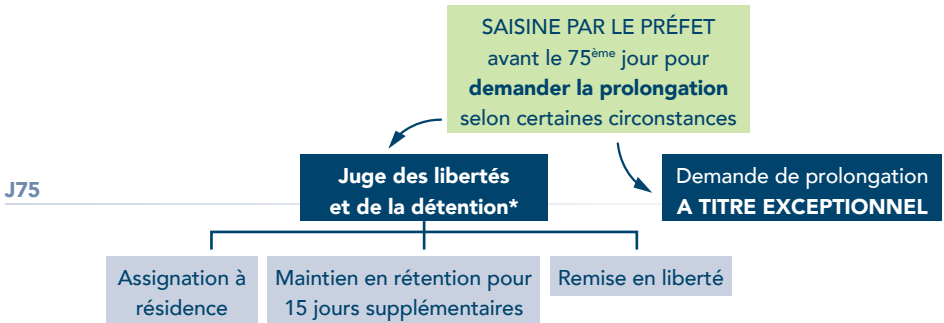 SAISINE PAR LE PRÉFET
avant le 75ème jour pour
demander la prolongation
selon certaines circonstances
J75
Juge des libertés
et de la détention*
Demande de prolongation
A TITRE EXCEPTIONNEL
Assignation à
résidence
Maintien en rétention pour
15 jours supplémentaires
Remise en liberté